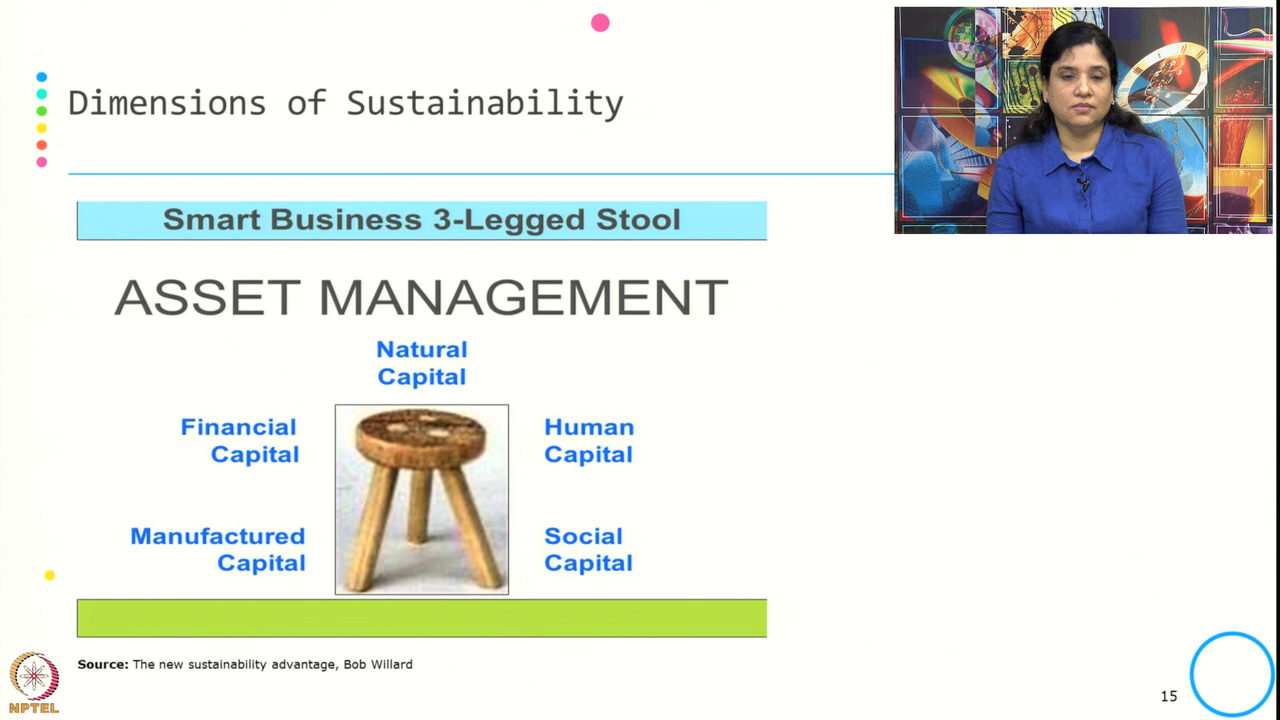 Dimensions of Sustainability
Smart Business 3-Legged Stool
ASSET MANAGEMENT
Natural
Capital
Financial
Capital
Human
Capital
Manufactured
Capital
Social
Capital
Source: The new sustainability advantage, Bob Willard
NPTEL
15